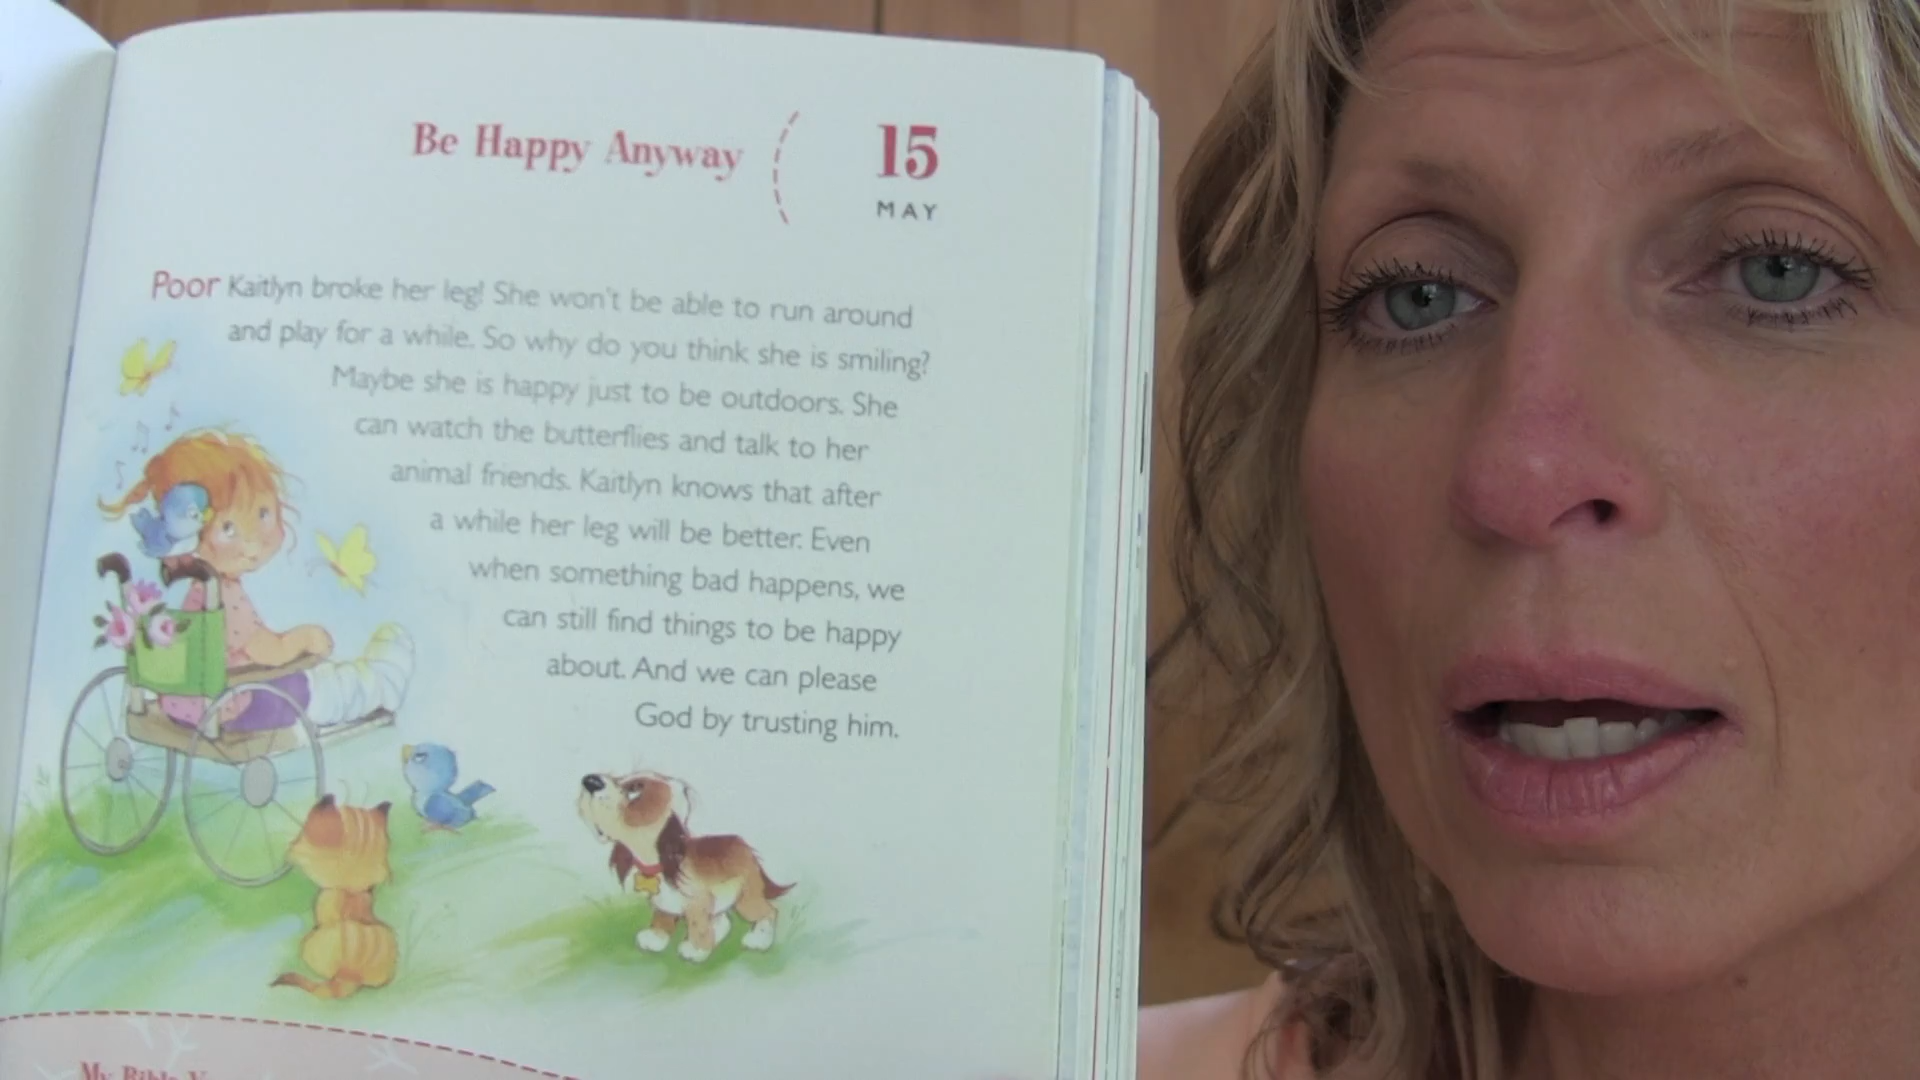 Be Happy Anyway
15
MAY
Poor Kaitlyn broke her leg! She won't be able to run around
and play for a while. So why do you think she is smiling?
Maybe she is happy just to be outdoors. She
can watch the butterflies and talk to her
animal friends. Kaitlyn knows that after
a while her leg will be better. Even
when something bad happens, we
can still find things to be happy
about. And we can please
God by trusting him.
My Bible